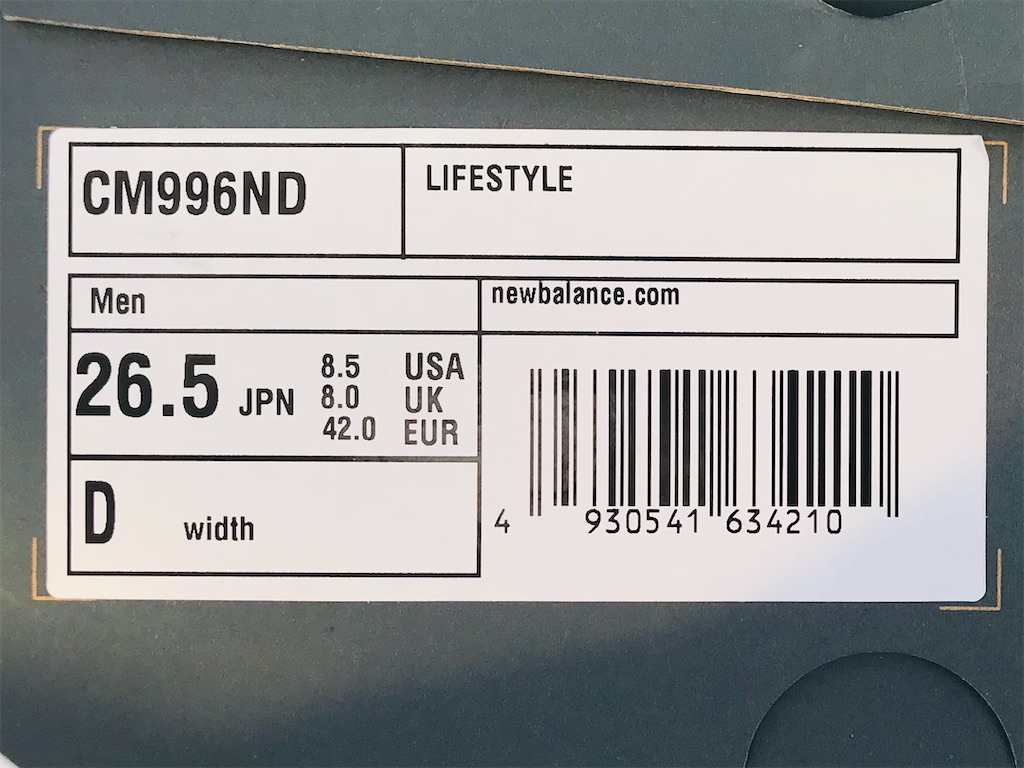 CM996ND
LIFESTYLE
Men
newbalance.com
26.5 JPN
8.5 USA
8.0 UK
42.0 EUR
D width
4 930541 634210